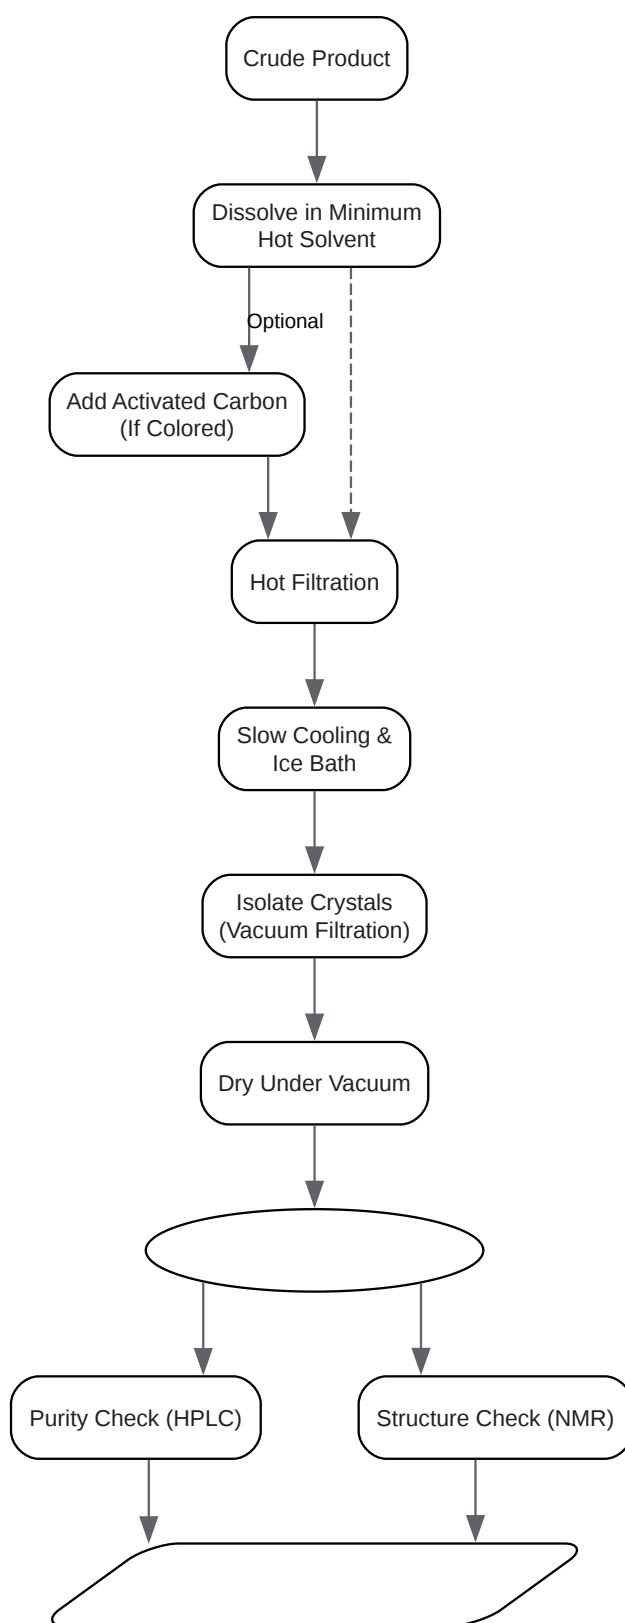 Crude Product
Dissolve in Minimum
Hot Solvent
Optional
Add Activated Carbon
(If Colored)
Hot Filtration
Slow Cooling &
Ice Bath
Isolate Crystals
(Vacuum Filtration)
Dry Under Vacuum
Purity Check (HPLC)
Structure Check (NMR)